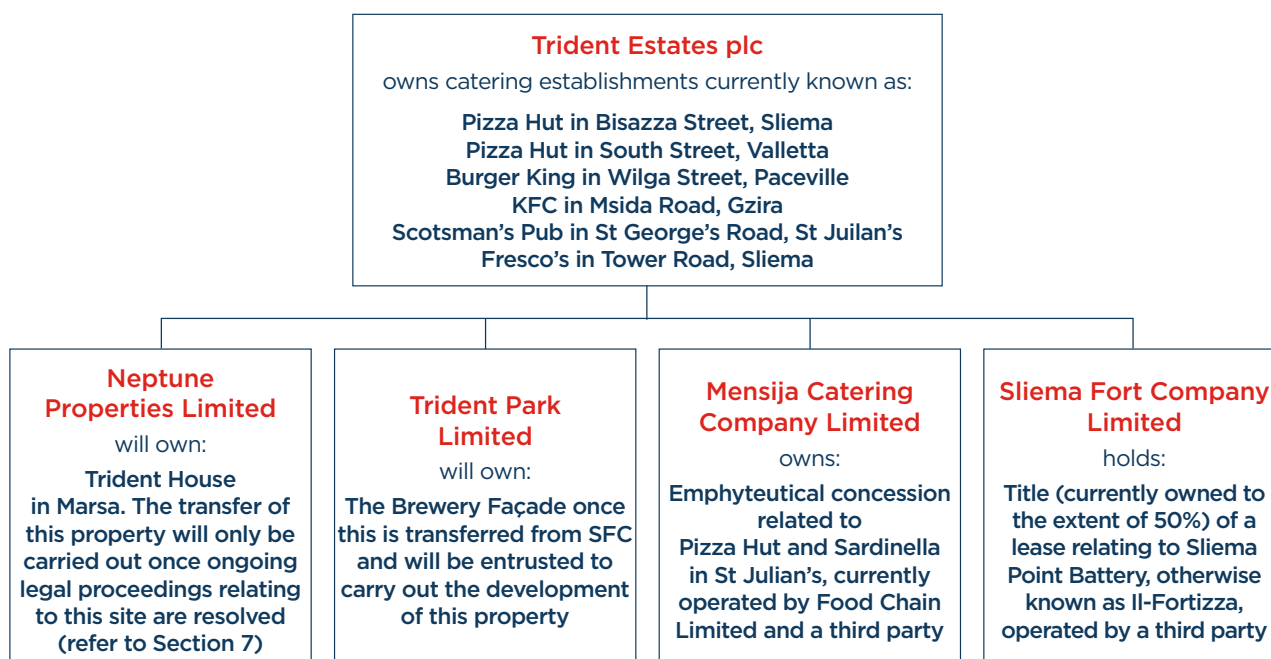 Trident Estates plc
owns catering establishments currently known as:
Pizza Hut in Bisazza Street, Sliema
Pizza Hut in South Street, Valletta
Burger King in Wilga Street, Paceville
KFC in Msida Road, Gzira
Scotsman's Pub in St George's Road, St Juilan's
Fresco's in Tower Road, Sliema
Neptune
Properties Limited
will own:
Trident House
in Marsa. The transfer of
this property will only be
carried out once ongoing
legal proceedings relating
to this site are resolved
(refer to Section 7)
Trident Park
Limited
will own:
The Brewery Façade once
this is transferred from SFC
and will be entrusted to
carry out the development
of this property
Mensija Catering
Company Limited
owns:
Emphyteutical concession
related to
Pizza Hut and Sardinella
in St Julian's, currently
operated by Food Chain
Limited and a third party
Sliema Fort Company
Limited
holds:
Title (currently owned to
the extent of 50%) of a
lease relating to Sliema
Point Battery, otherwise
known as Il-Fortizza,
operated by a third party